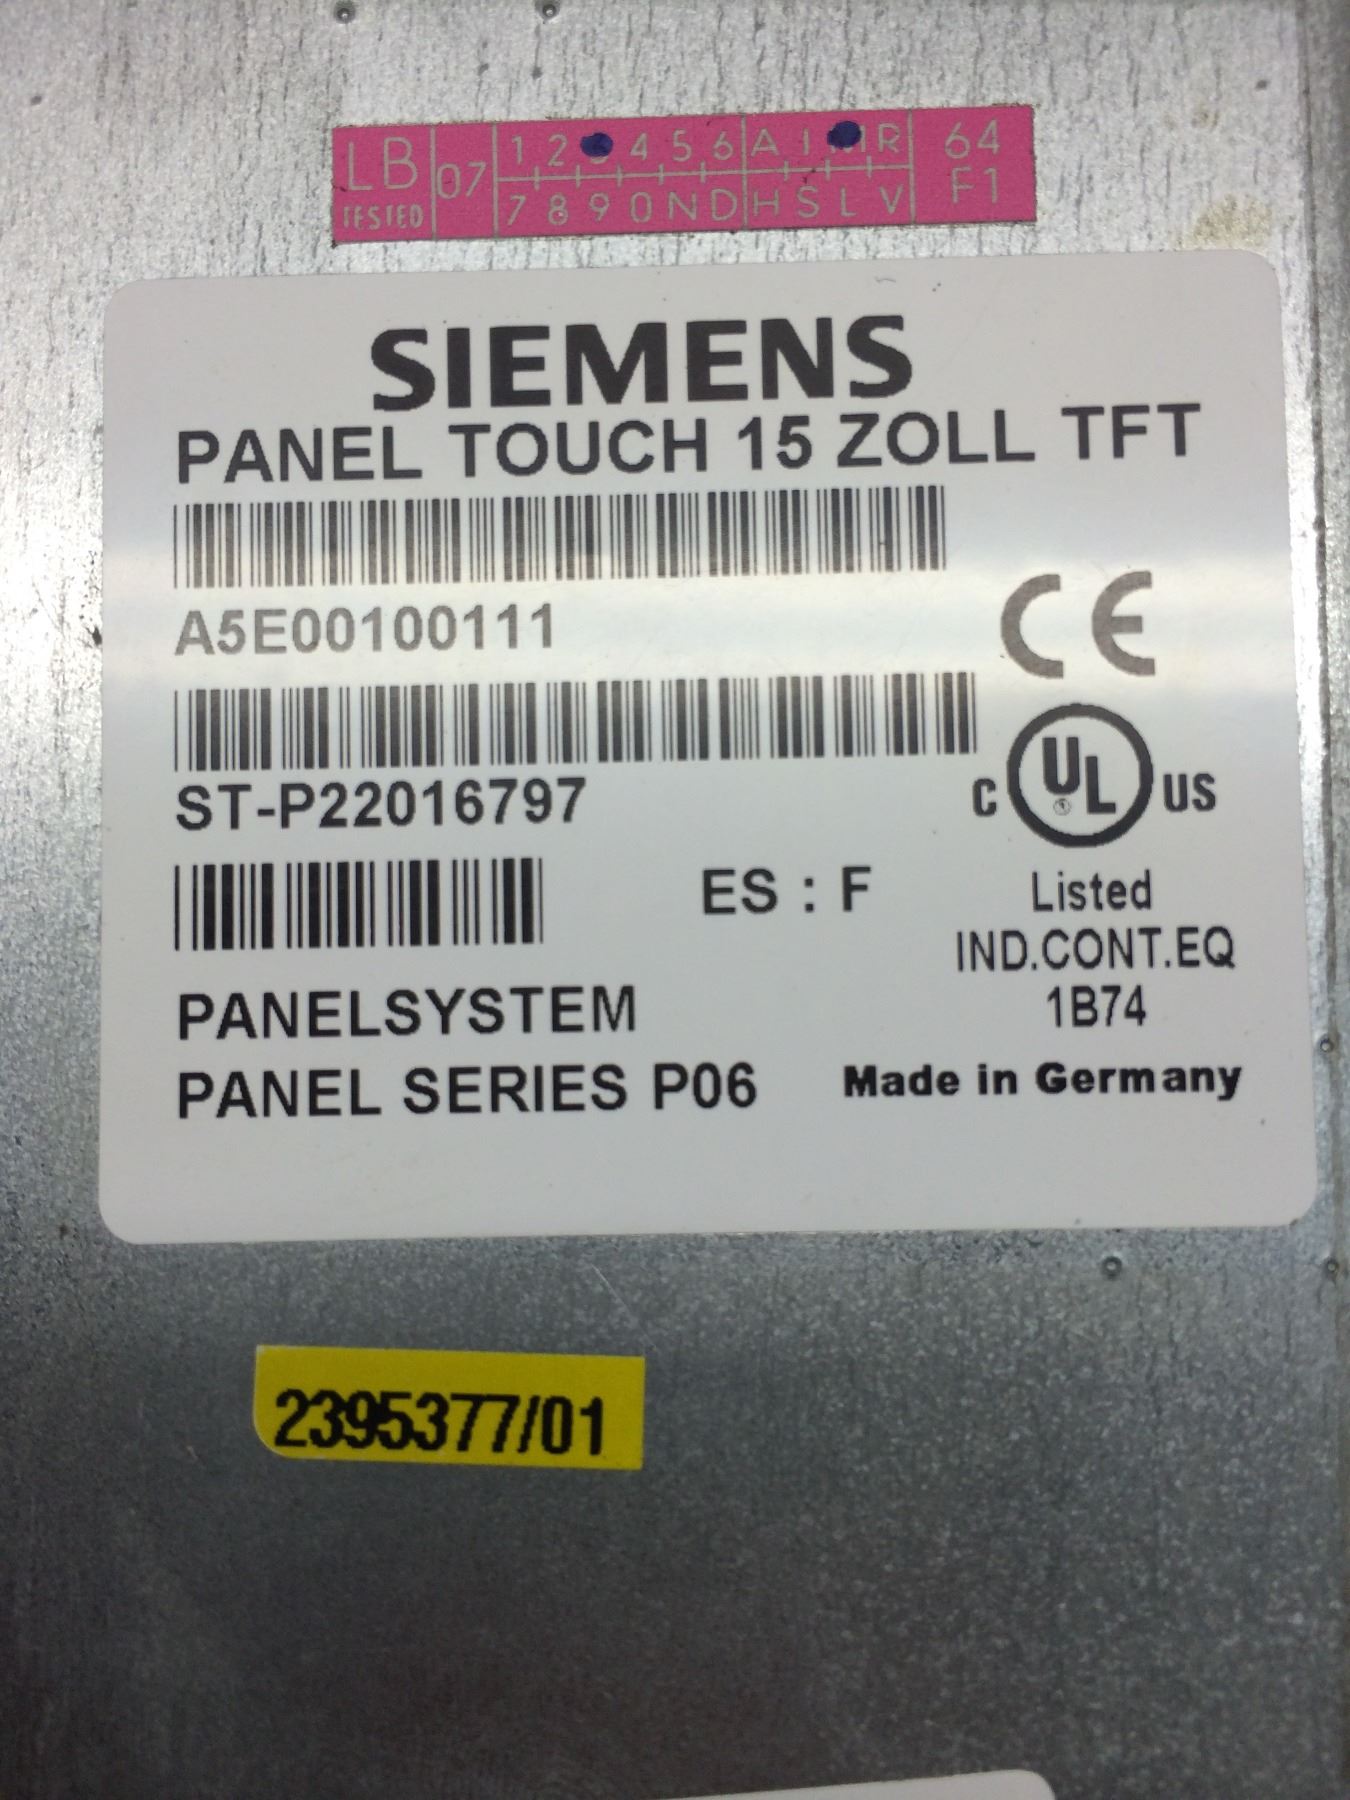 LB 07 1 2 4 5 6 A I M R 64
TESTED 7 8 9 0 N D H S L V F1
SIEMENS
PANEL TOUCH 15 ZOLL TFT
A5E00100111
CE
ST-P22016797
C UL US
ES : F
Listed
IND.CONT.EQ
1B74
PANELSYSTEM
PANEL SERIES P06
Made in Germany
2395377/01